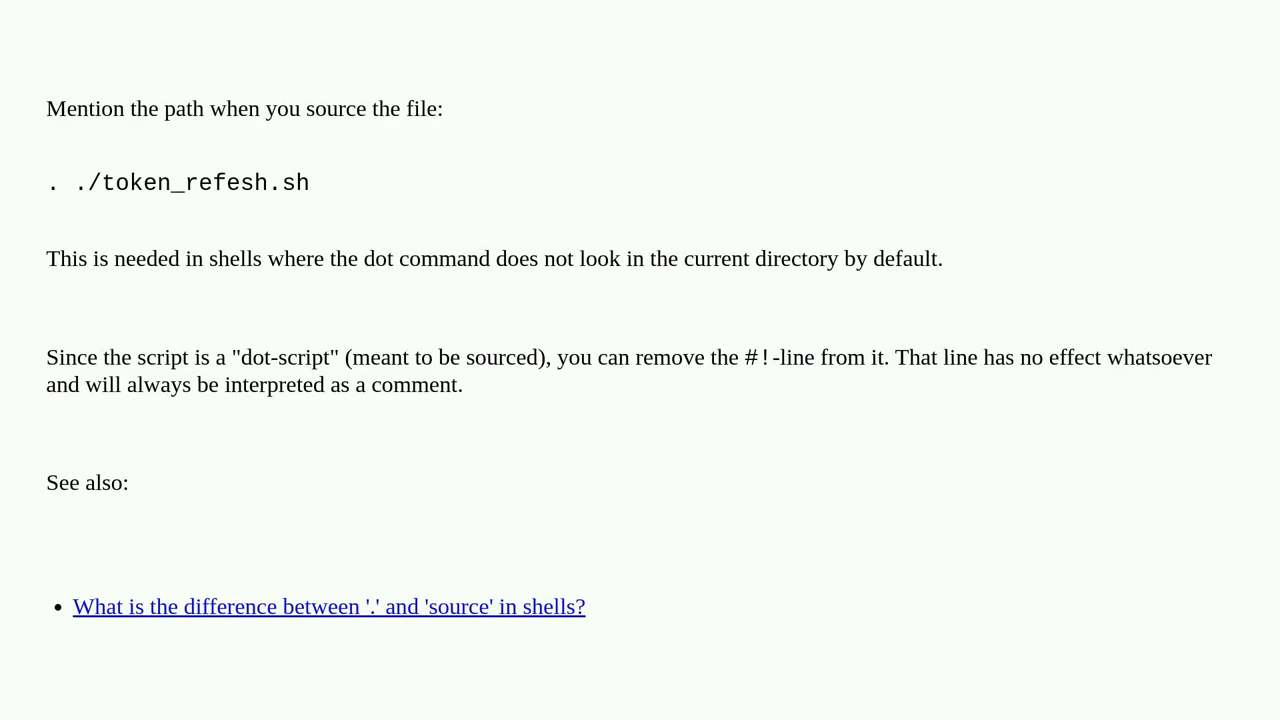 Mention the path when you source the file:
. ./token_refesh.sh
This is needed in shells where the dot command does not look in the current directory by default.
Since the script is a "dot-script" (meant to be sourced), you can remove the #!-line from it. That line has no effect whatsoever
and will always be interpreted as a comment.
See also:
• What is the difference between '.' and 'source' in shells?